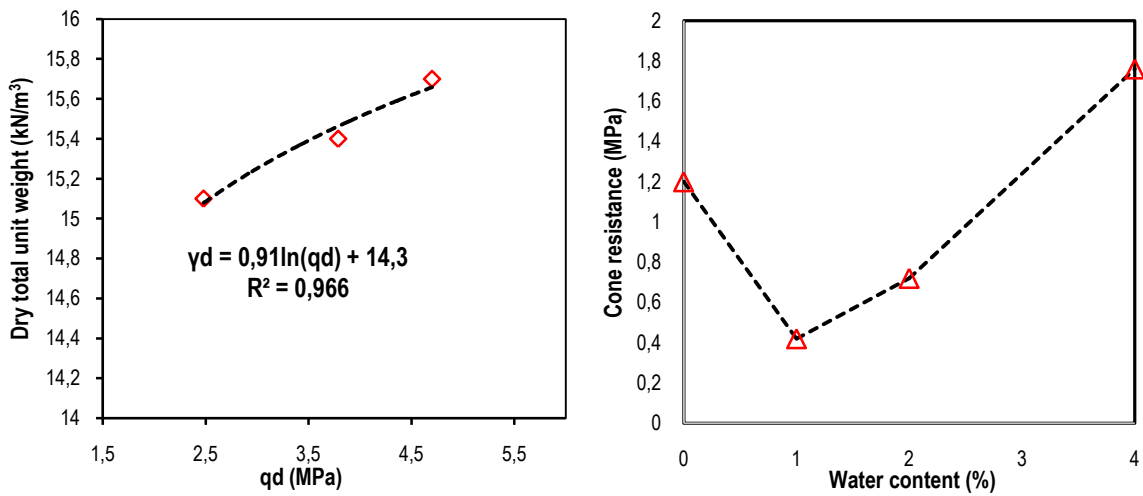 Dry total unit weight (kN/m³)
16
15,8
15,6
15,4
15,2
15
14,8
14,6
14,4
14,2
14
γd = 0,91ln(qd) + 14,3
R² = 0,966
1,5 2,5 3,5 4,5 5,5
qd (MPa)
Cone resistance (MPa)
2
1,8
1,6
1,4
1,2
1
0,8
0,6
0,4
0,2
0
0 1 2 3 4
Water content (%)